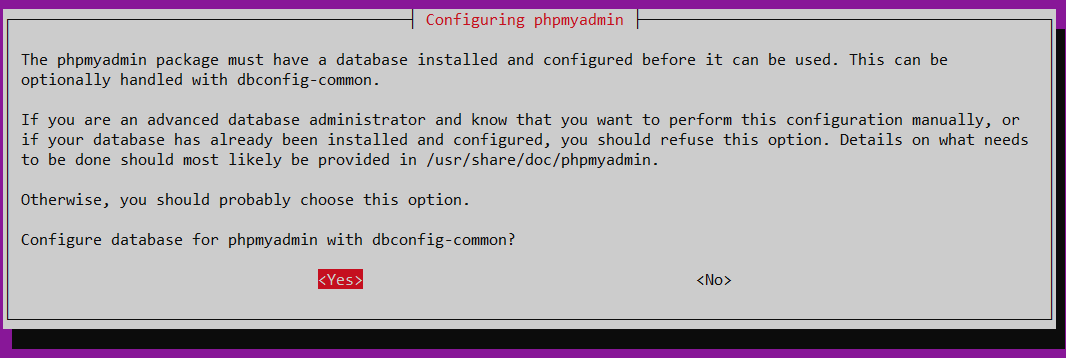 Configuring phpmyadmin
The phpmyadmin package must have a database installed and configured before it can be used. This can be
optionally handled with dbconfig-common.
If you are an advanced database administrator and know that you want to perform this configuration manually, or
if your database has already been installed and configured, you should refuse this option. Details on what needs
to be done should most likely be provided in /usr/share/doc/phpmyadmin.
Otherwise, you should probably choose this option.
Configure database for phpmyadmin with dbconfig-common?
<Yes> <No>